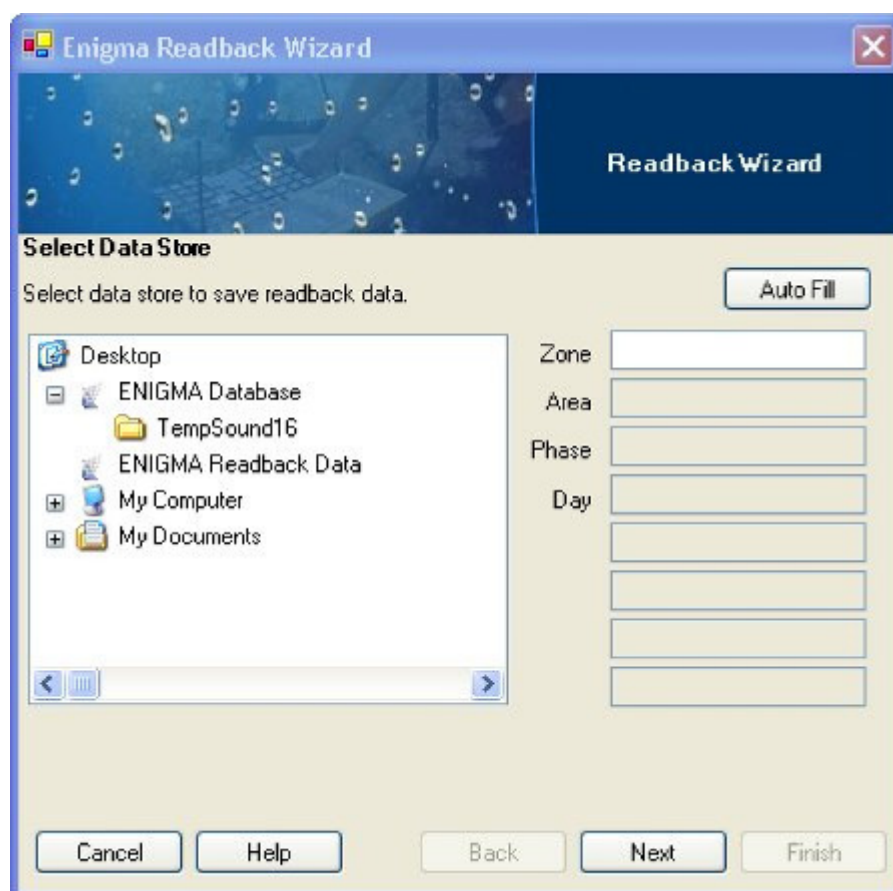 Enigma Readback Wizard
Readback Wizard
Select Data Store
Select data store to save readback data.
Auto Fill
Desktop
ENIGMA Database
TempSound16
ENIGMA Readback Data
My Computer
My Documents
Zone
Area
Phase
Day
Cancel Help Back Next Finish